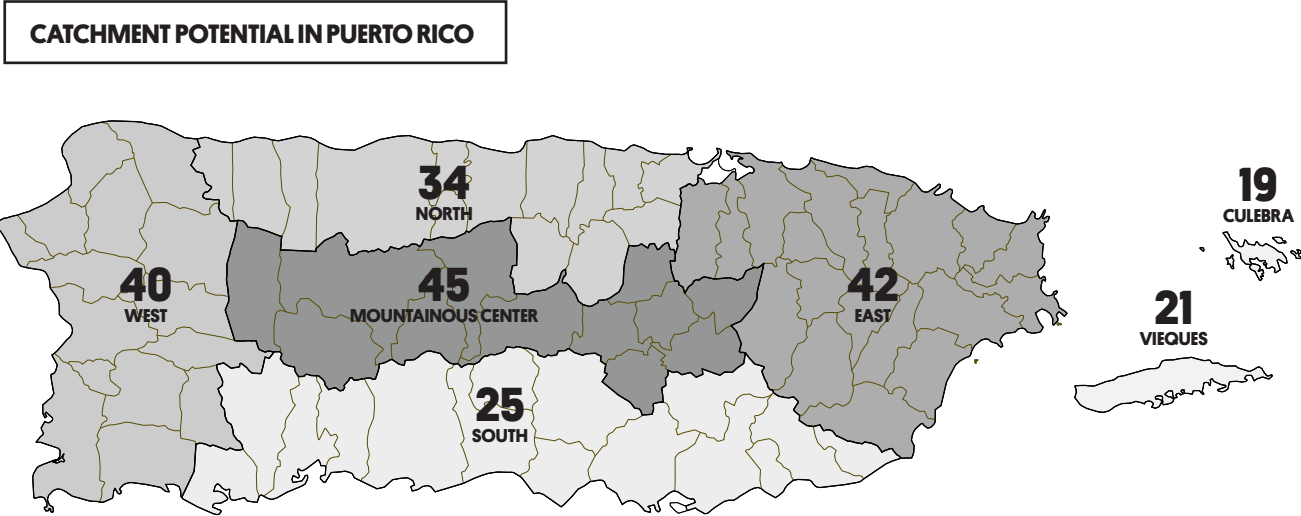 CATCHMENT POTENTIAL IN PUERTO RICO
34
NORTH
19
CULEBRA
40
WEST
45
MOUNTAINOUS CENTER
42
EAST
21
VIEQUES
25
SOUTH